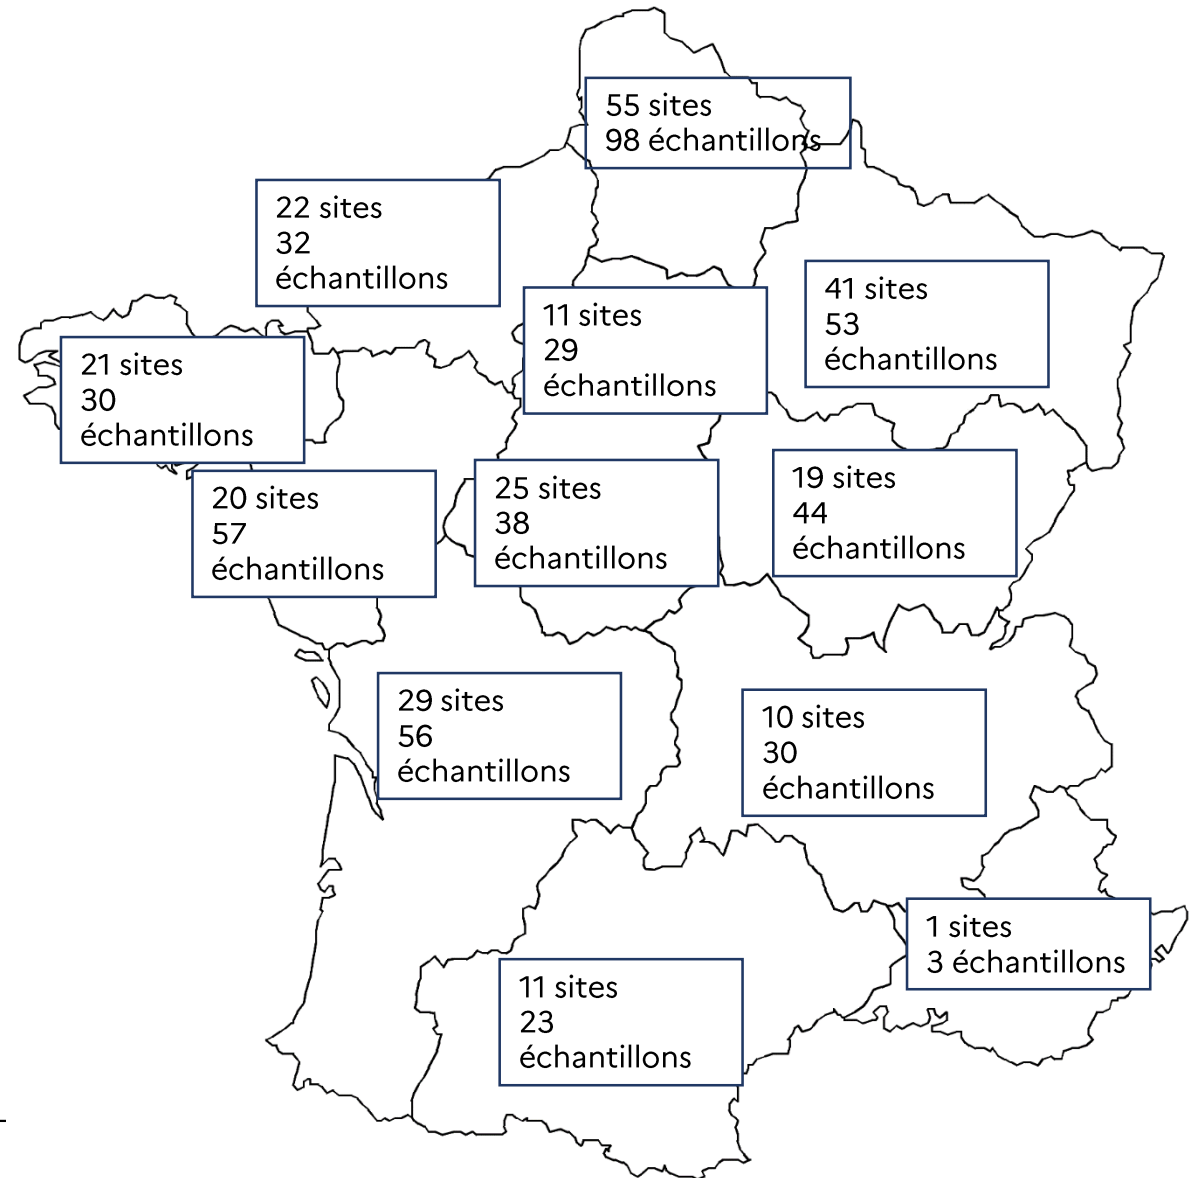 55 sites
98 échantillons
22 sites
32
échantillons
41 sites
53
échantillons
11 sites
29
échantillons
21 sites
30
échantillons
20 sites
57
échantillons
25 sites
38
échantillons
19 sites
44
échantillons
29 sites
56
échantillons
10 sites
30
échantillons
1 sites
3 échantillons
11 sites
23
échantillons